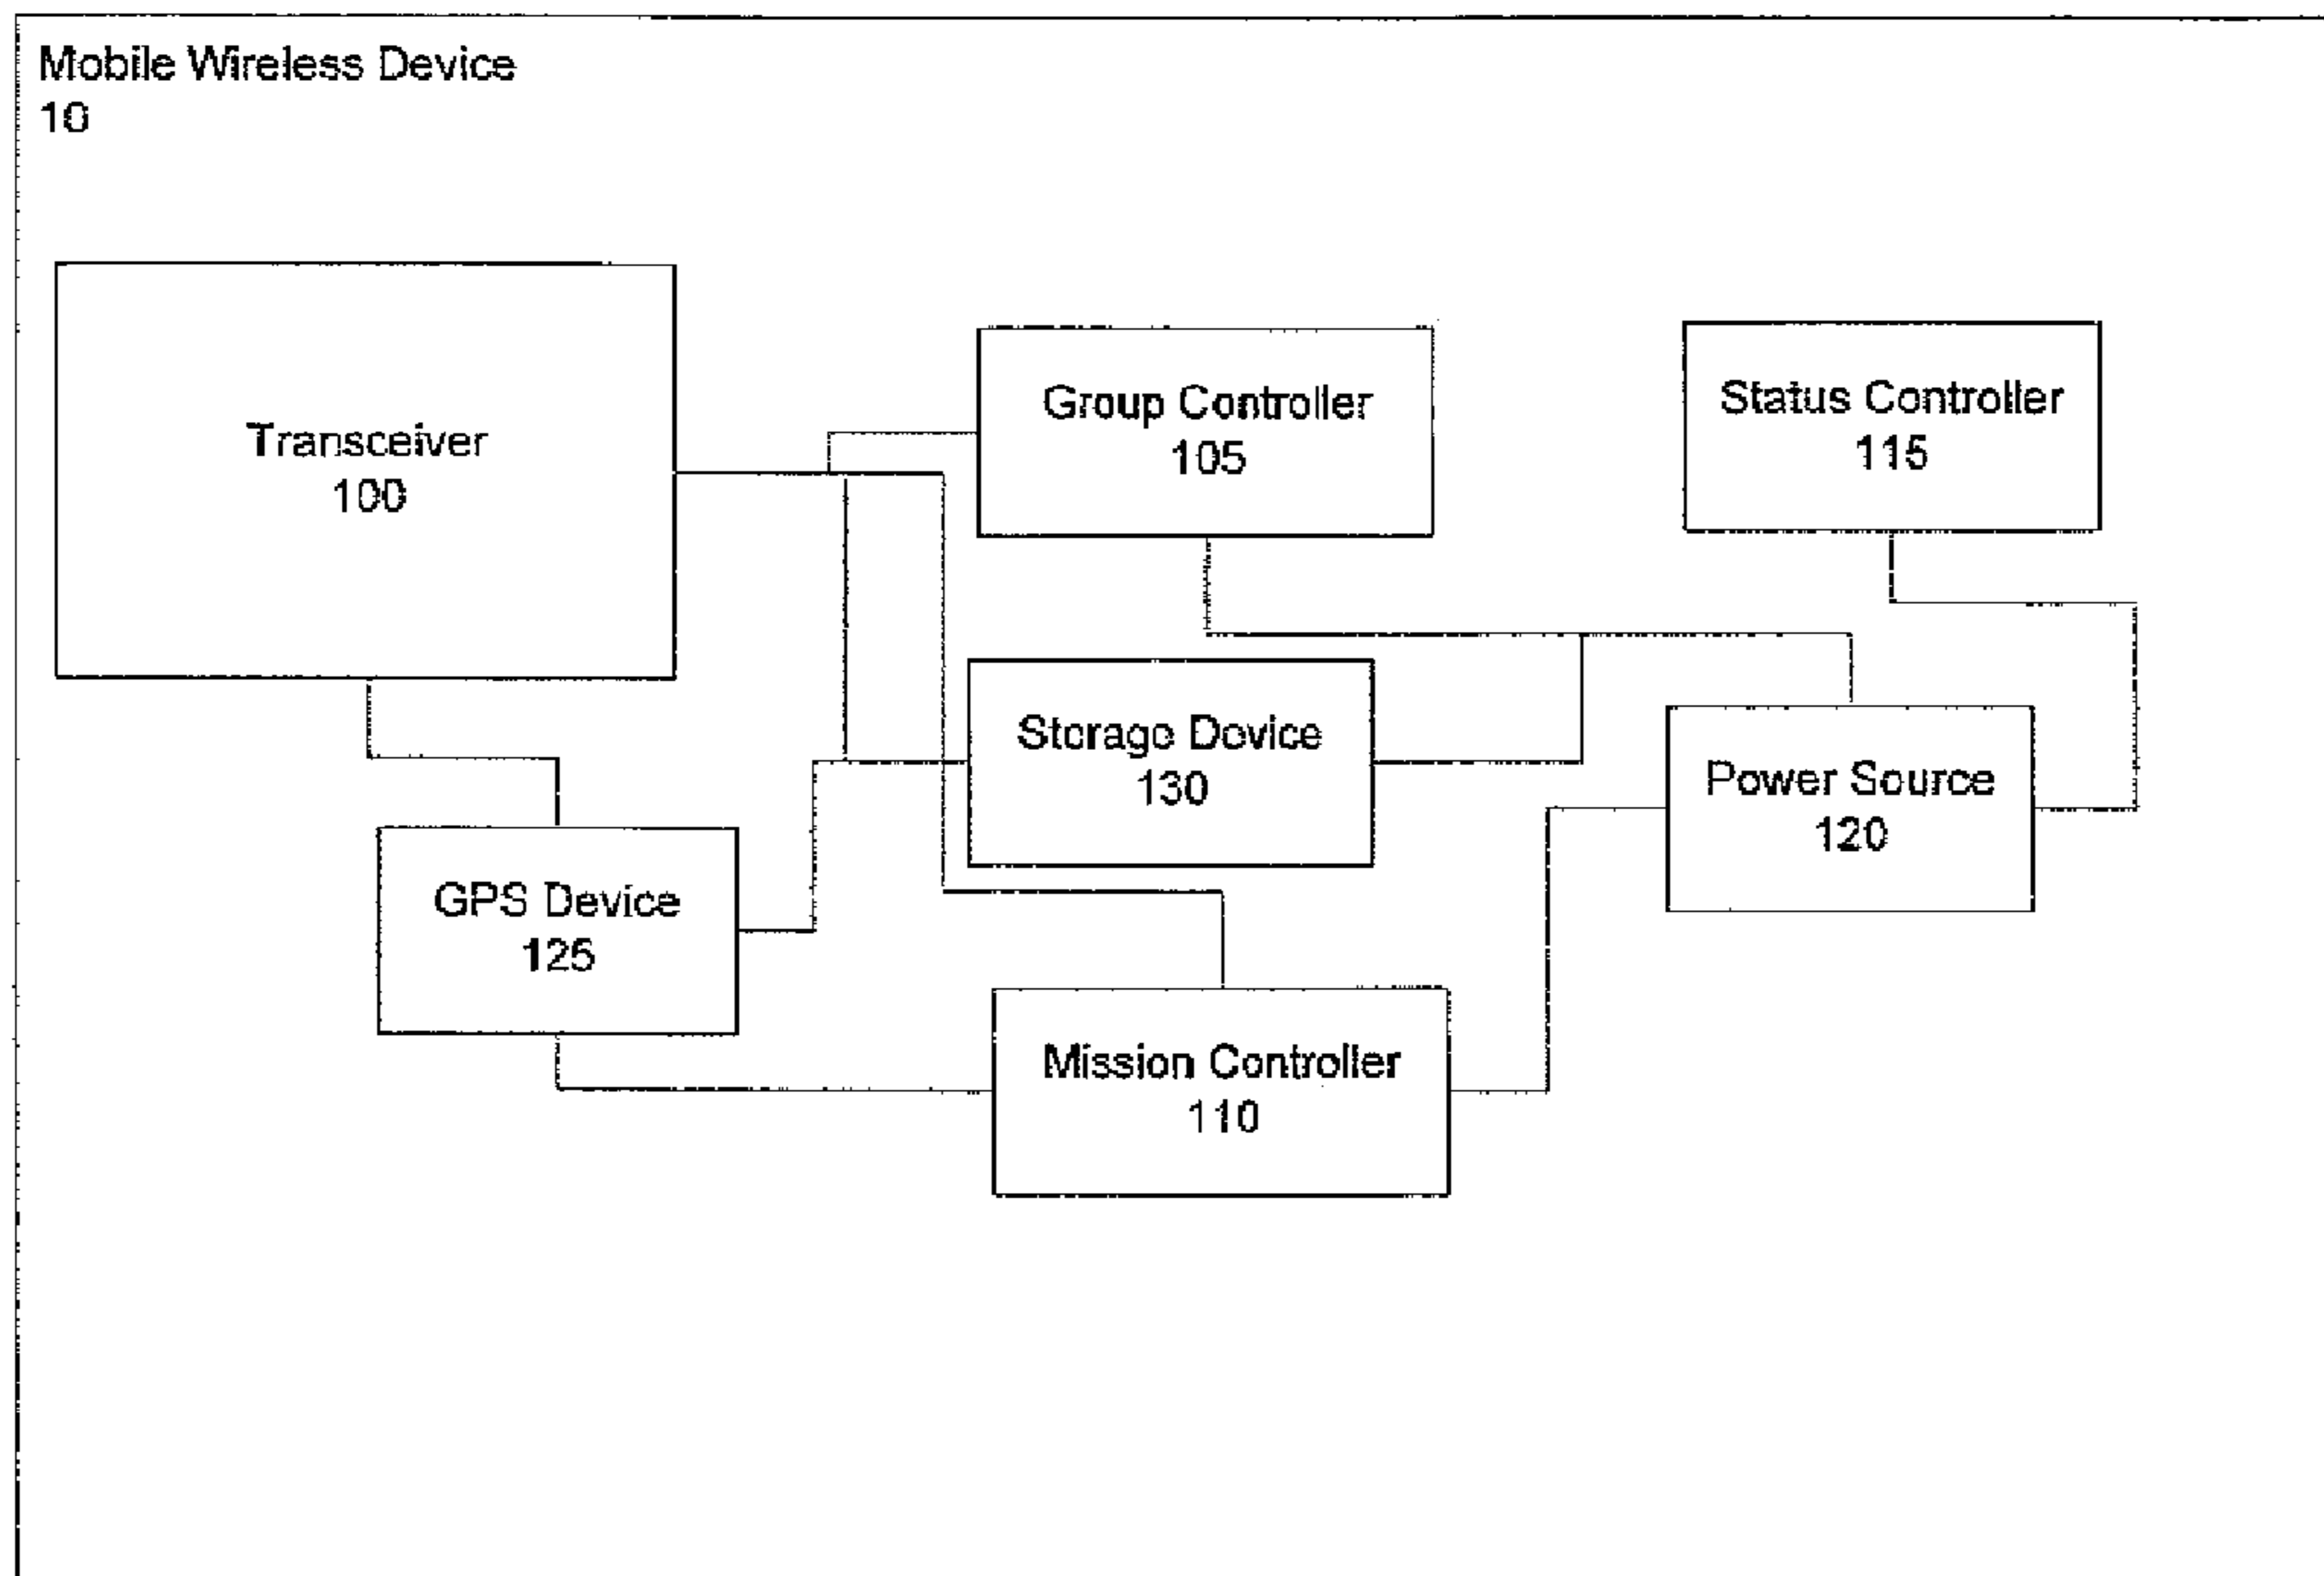 Mobile Wireless Device
10
Transceiver
100
Group Controller
105
Status Controller
115
Storage Device
130
Power Source
120
GPS Device
125
Mission Controller
110